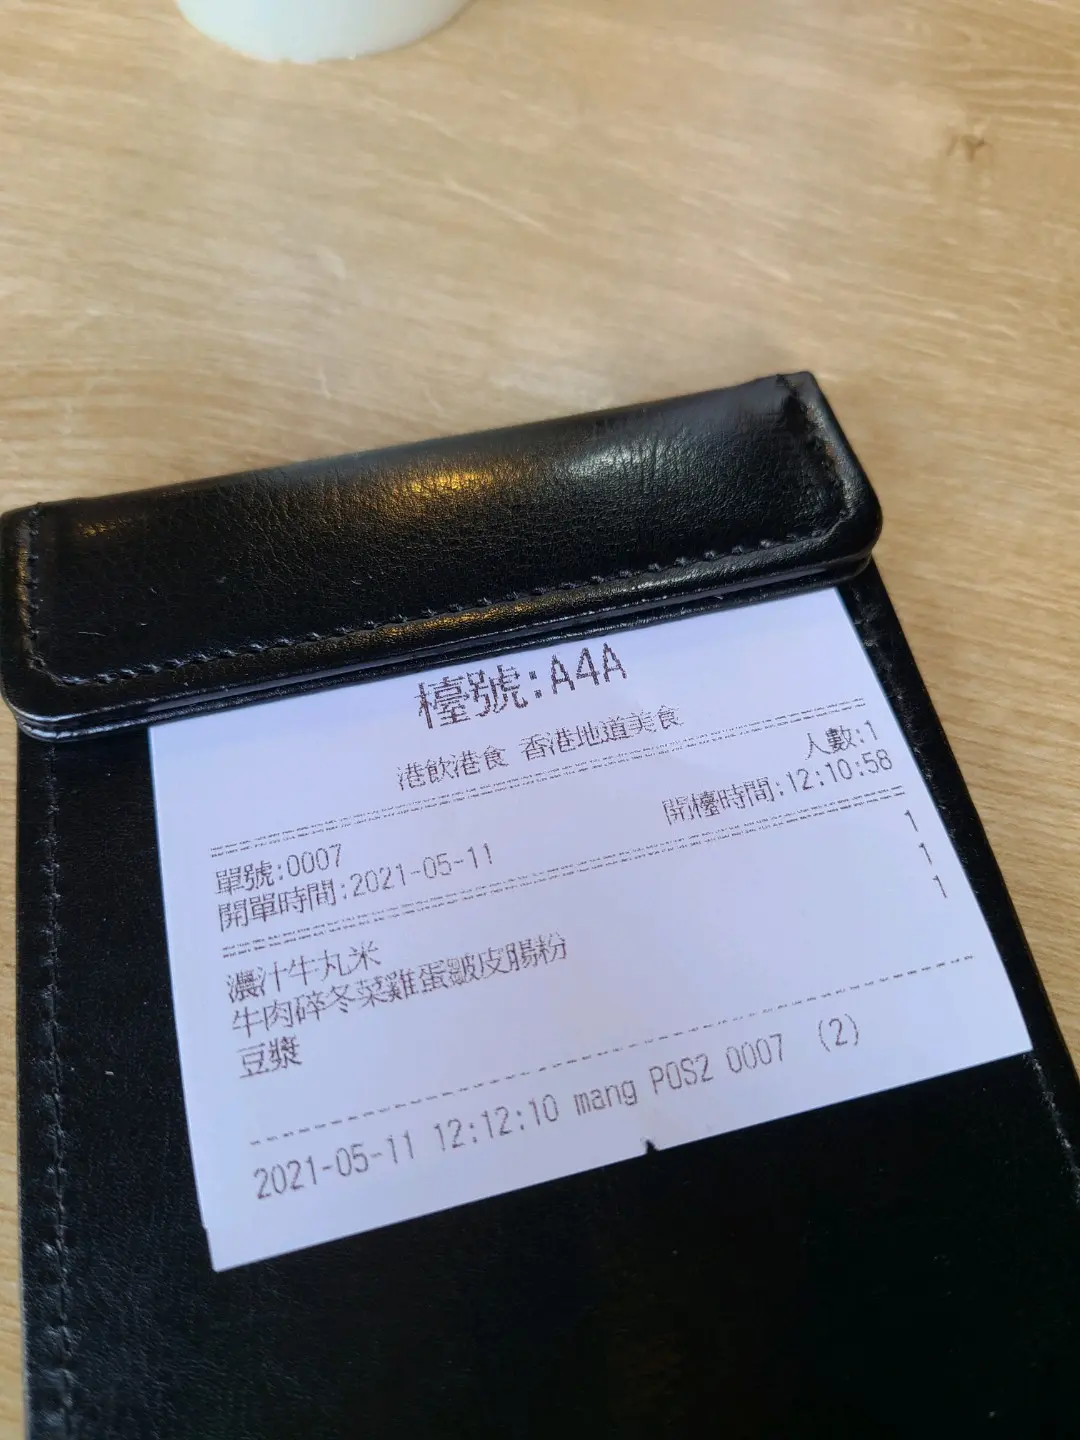 檯號:A4A
港飲港食 香港地道美食
人數:1
單號:0007 開檯時間:12:10:58
開單時間:2021-05-11
濃汁牛丸米 1
牛肉碎冬菜雞蛋皺皮腸粉 1
豆漿 1
2021-05-11 12:12:10 mang POS2 0007 (2)